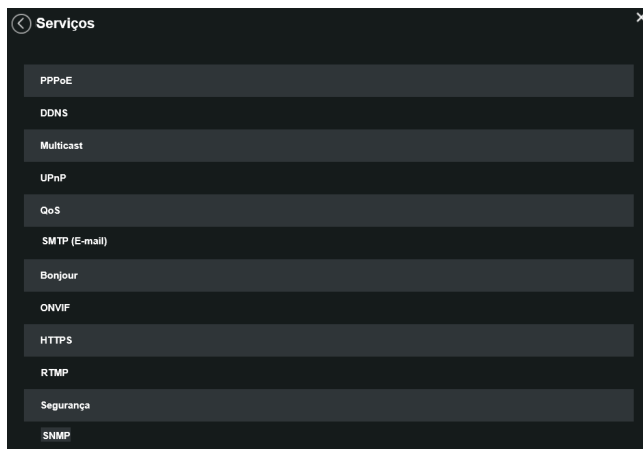 Serviços
PPPoE
DDNS
Multicast
UPnP
QoS
SMTP (E-mail)
Bonjour
ONVIF
HTTPS
RTMP
Segurança
SNMP